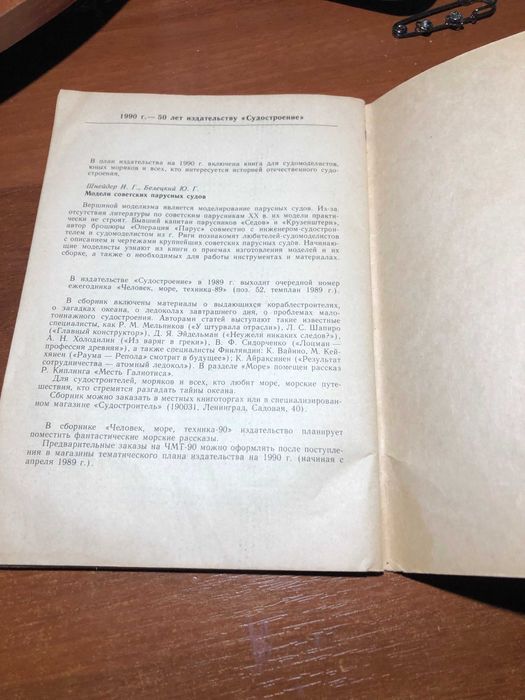 1990 г.— 50 лет издательству «Судостроение»
В план издательства на 1990 г. включена книга для судомоделистов,
юных моряков и всех, кто интересуется историей отечественного судо-
строения.
Шнейдер И. Г., Белецкий Ю. Г.
Модели советских парусных судов
Вершиной моделизма является моделирование парусных судов. Из-за
отсутствия литературы по советским парусникам XX в. их модели практи-
чески не строят. Бывший капитан парусников «Седов» и «Крузенштерн»,
автор брошюры «Операция «Парус» совместно с инженером-судострои-
телем и судомоделистом из г. Риги познакомят любителей-судомоделистов
с описанием и чертежами крупнейших советских парусных судов. Начинаю-
щие моделисты узнают из книги о приемах изготовления моделей и их
сборке, а также о необходимых для работы инструментах и материалах.
В издательстве «Судостроение» в 1989 г. выходит очередной номер
ежегодника «Человек, море, техника-89» (поз. 52, темплан 1989 г.).
В сборник включены материалы о выдающихся кораблестроителях,
о загадках океана, о ледоколах завтрашнего дня, о проблемах мало-
тоннажного судостроения. Авторами статей выступают такие известные
специалисты, как Р. М. Мельников («У штурвала отрасли»), Л. С. Шапиро
(«Главный конструктор»), Д. Я. Эйдельман («Неужели никаких следов?»),
А. Н. Холодилин («Из варяг в греки»), В. Ф. Сидорченко («Лоцман —
профессия древняя»), а также специалисты Финляндии: К. Вайнио, М. Кей-
хянен («Раума — Репола» смотрит в будущее»); К. Айраксинен («Результат
сотрудничества — атомный ледокол»). В разделе «Море» помещен рассказ
Р. Киплинга «Месть Галиотиса».
Для судостроителей, моряков и всех, кто любит море, морские путе-
шествия, кто стремится разгадать тайны океана.
Сборник можно заказать в местных книготоргах или в специализирован-
ном магазине «Судостроитель» (190031, Ленинград, Садовая, 40).
В сборнике «Человек, море, техника-90» издательство планирует
поместить фантастические морские рассказы.
Предварительные заказы на ЧМТ-90 можно оформлять после поступле-
ния в магазины тематического плана издательства на 1990 г. (начиная с
апреля 1989 г.).